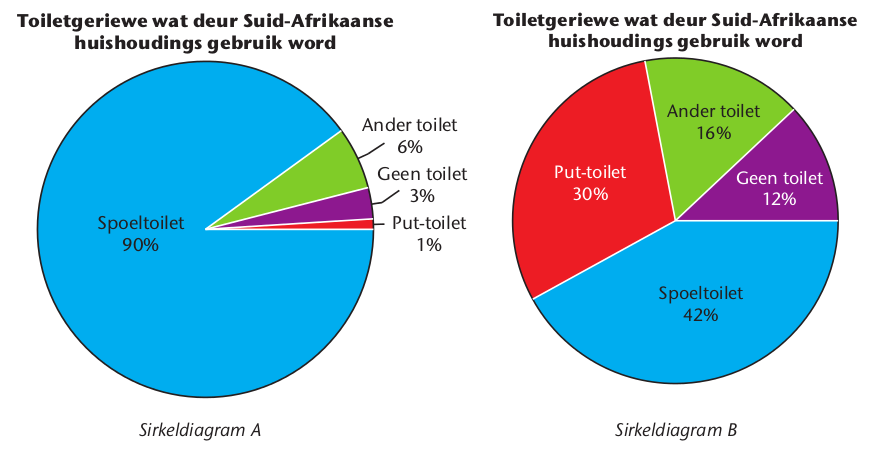 Toiletgeriewe wat deur Suid-Afrikaanse
huishoudings gebruik word
Ander toilet
6%
Geen toilet
3%
Put-toilet
1%
Spoeltoilet
90%
Sirkeldiagram A
Toiletgeriewe wat deur Suid-Afrikaanse
huishoudings gebruik word
Ander toilet
16%
Put-toilet
30%
Geen toilet
12%
Spoeltoilet
42%
Sirkeldiagram B